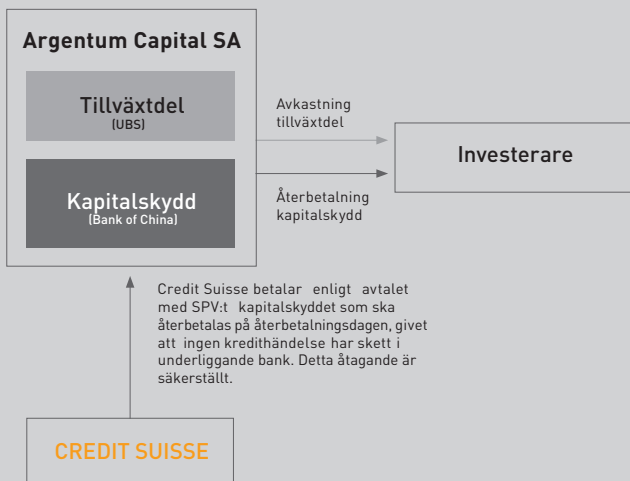 Argentum Capital SA
Tillväxtdel
(UBS)
Kapitalskydd
(Bank of China)
Avkastning
tillväxtdel
Återbetalning
kapitalskydd
Investerare
Credit Suisse betalar enligt avtalet
med SPV:t kapitalskyddet som ska
återbetalas på återbetalningsdagen, givet
att ingen kredithändelse har skett i
underliggande bank. Detta åtagande är
säkerställt.
CREDIT SUISSE